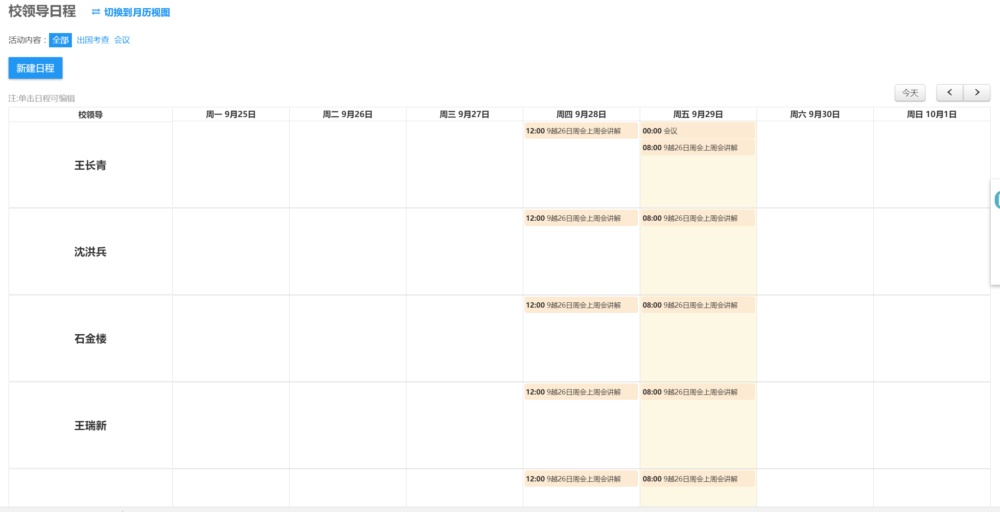 校领导日程 切换到月历视图
活动内容：全部 出国考查 会议
新建日程
今天
注:单击日程可编辑
校领导 周一 9月25日 周二 9月26日 周三 9月27日 周四 9月28日 周五 9月29日 周六 9月30日 周日 10月1日
12:00 9越26日周会上周会讲解 00:00 会议
08:00 9越26日周会上周会讲解
王长青
12:00 9越26日周会上周会讲解 08:00 9越26日周会上周会讲解
沈洪兵
12:00 9越26日周会上周会讲解 08:00 9越26日周会上周会讲解
石金楼
12:00 9越26日周会上周会讲解 08:00 9越26日周会上周会讲解
王瑞新
12:00 9越26日周会上周会讲解 08:00 9越26日周会上周会讲解